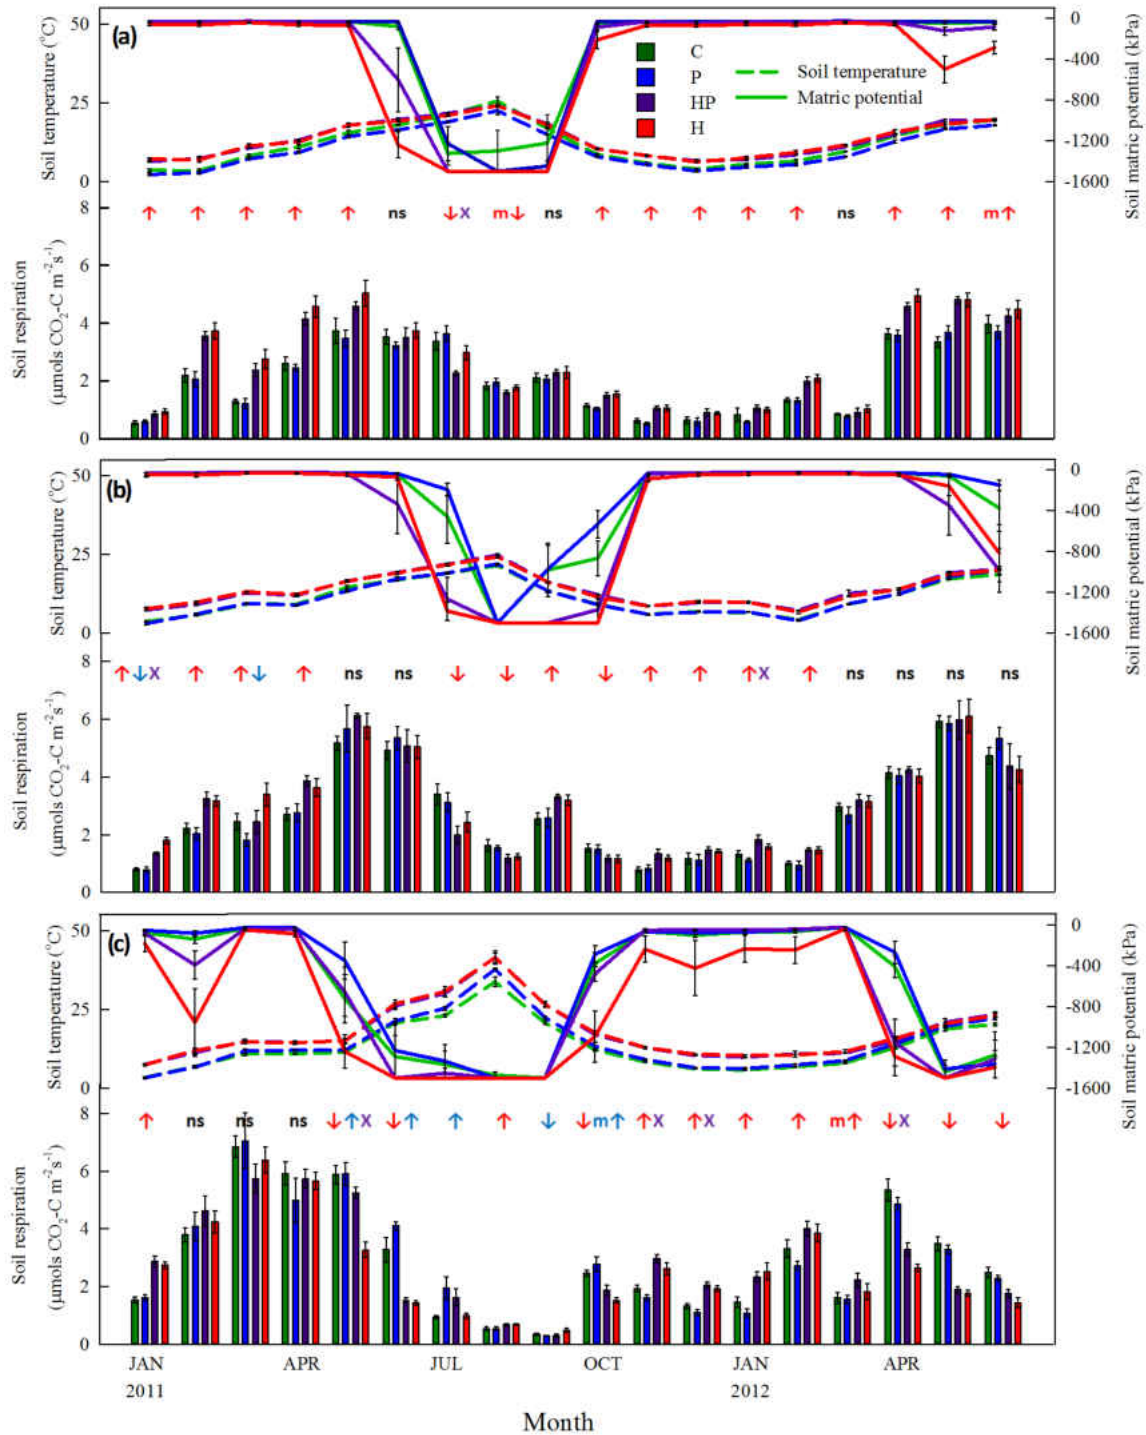 (a)
50
25
0
Soil temperature (°C)
0
-400
-800
-1200
-1600
Soil matric potential (kPa)
C
P
HP
H
Soil temperature
Matric potential
↑ ↑ ↑ ↑ ↑ ns ↓X m↓ ns ↑ ↑ ↑ ↑ ↑ ns ↑ ↑ m↑
8
6
4
2
0
Soil respiration
(μmols CO₂-C m⁻²s⁻¹)
(b)
50
25
0
Soil temperature (°C)
0
-400
-800
-1200
-1600
Soil matric potential (kPa)
↑↓X ↑ ↑↓ ↑ ns ns ↓ ↓ ↑ ↓ ↑ ↑ ↑X ↑ ns ns ns ns
8
6
4
2
0
Soil respiration
(μmols CO₂-C m⁻²s⁻¹)
(c)
50
25
0
Soil temperature (°C)
0
-400
-800
-1200
-1600
Soil matric potential (kPa)
↑ ns ns ns ↓↑X ↓↑ ↑ ↑ ↓ ↓m↑ ↑X ↑X ↑ ↑ m↑ ↓X ↓ ↓
8
6
4
2
0
Soil respiration
(μmols CO₂-C m⁻²s⁻¹)
JAN APR JUL OCT JAN APR
2011 2012
Month